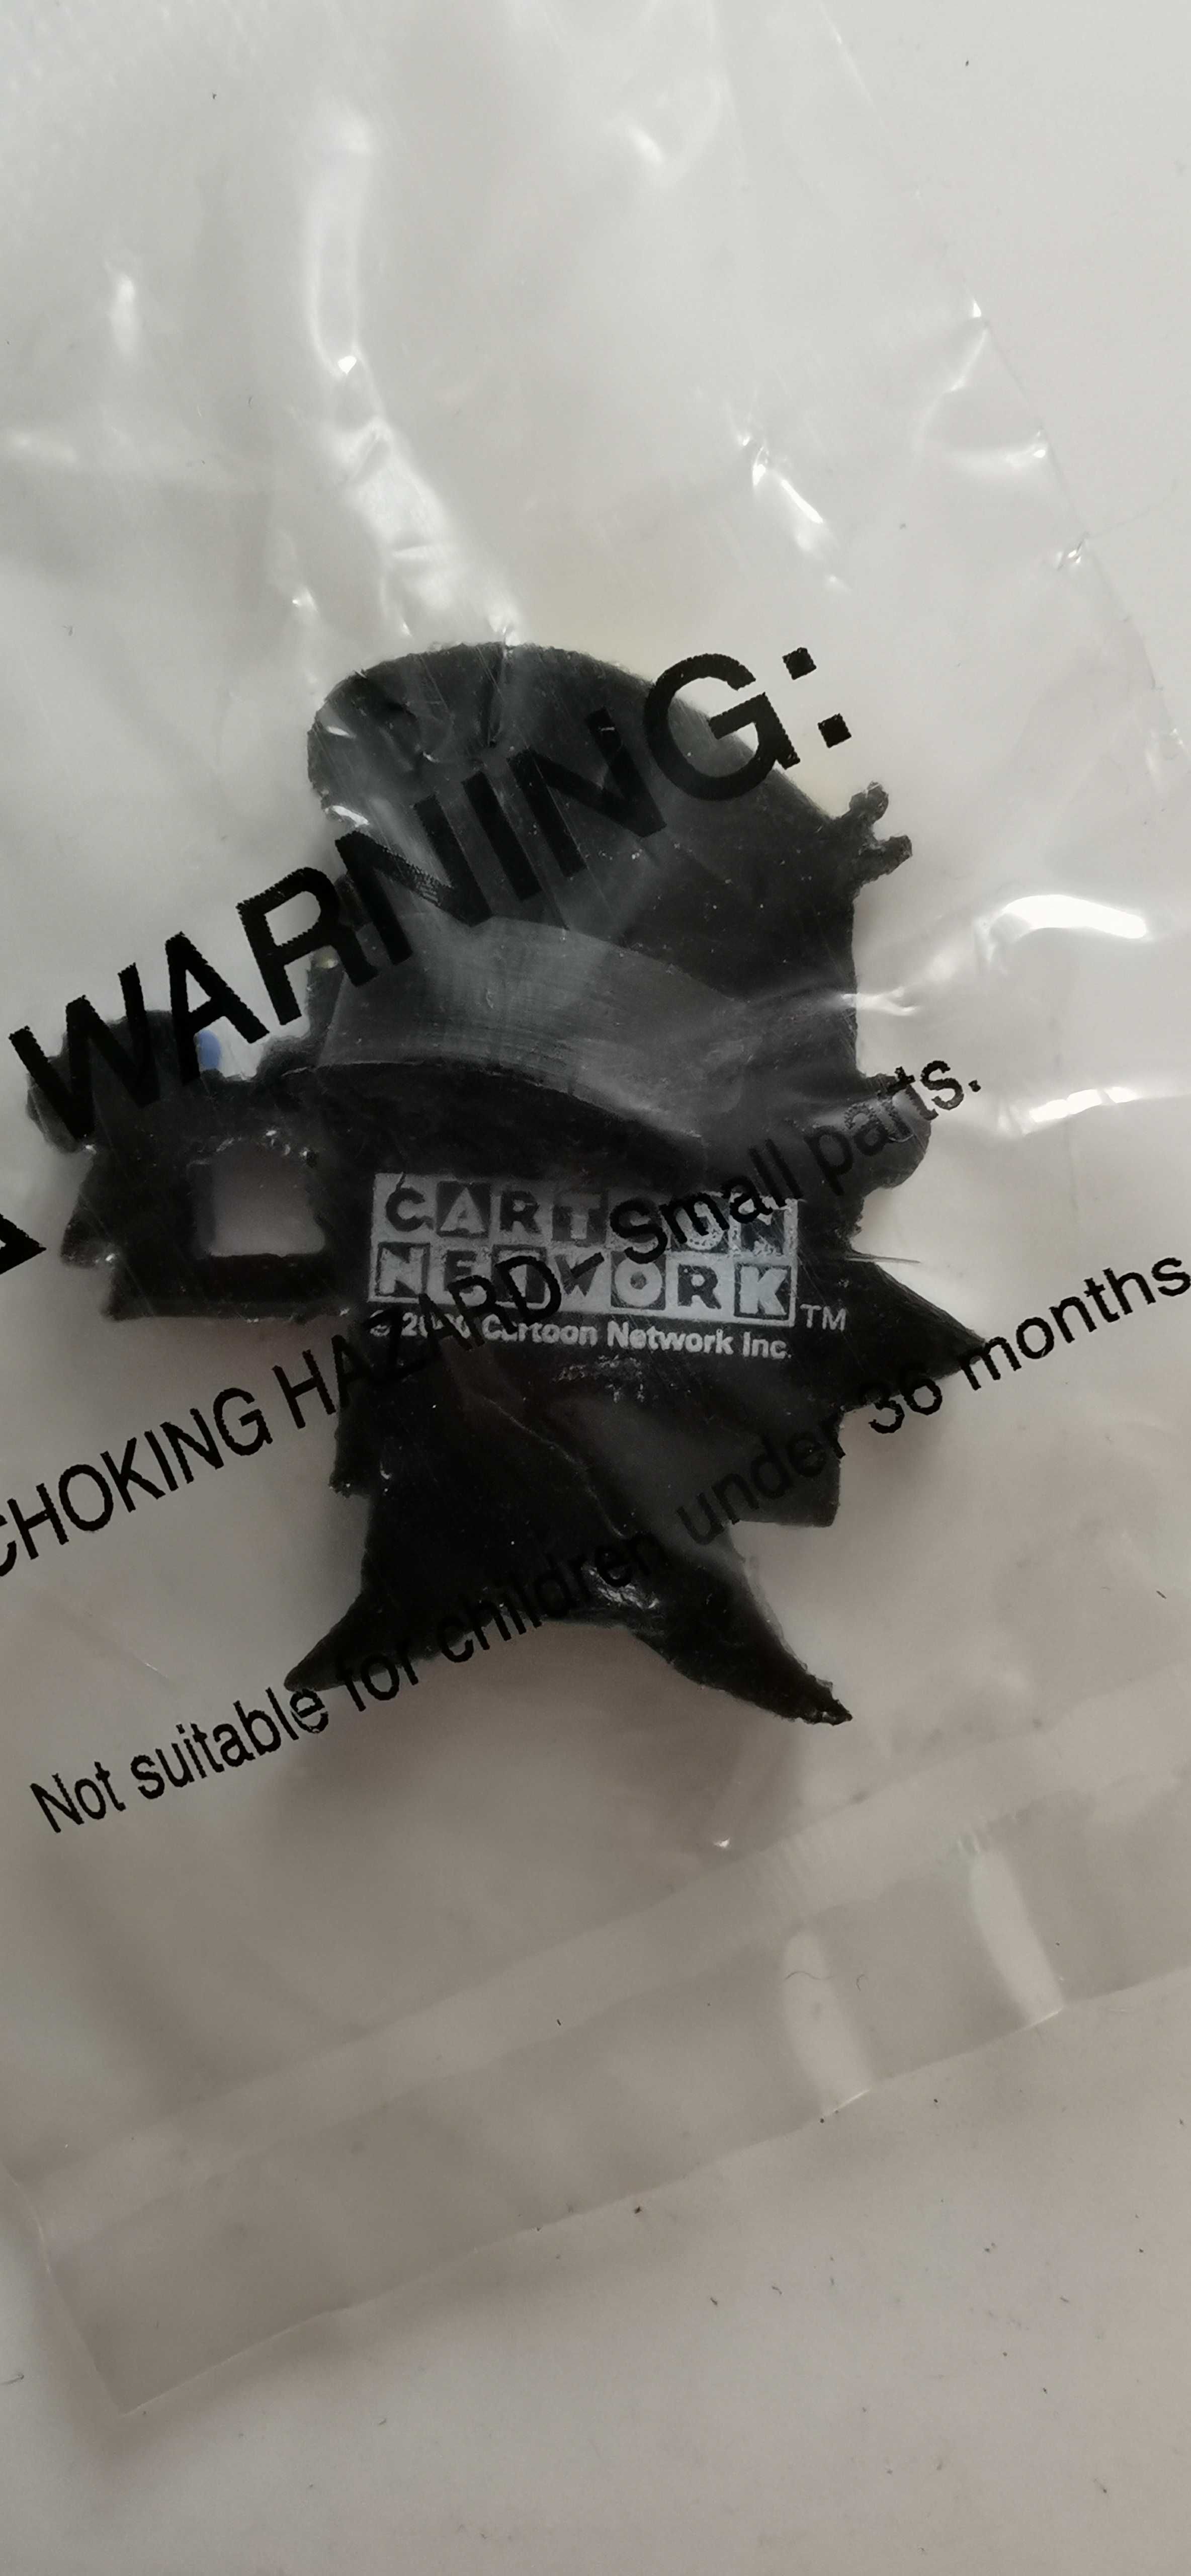 WARNING:
CHOKING HAZARD - Small parts.
Not suitable for children under 36 months
CARTOON
NETWORK TM
Cartoon Network Inc.